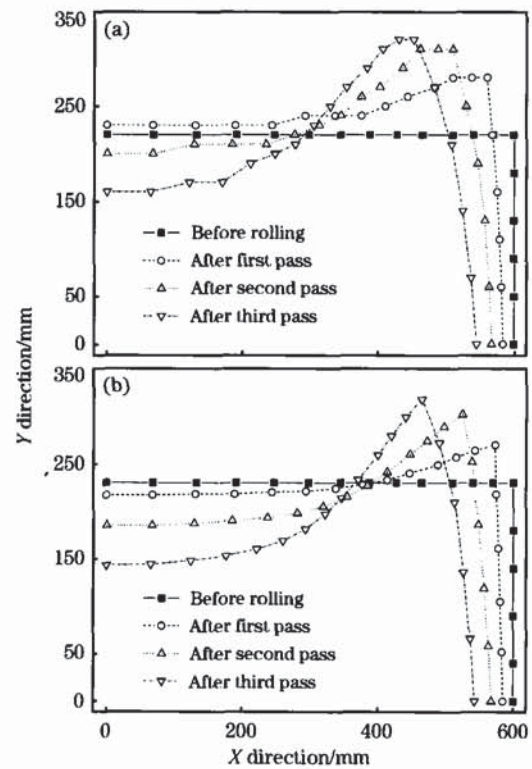 350
(a)
250
150
50
0
Before rolling
After first pass
After second pass
After third pass
350
(b)
250
150
50
0
Before rolling
After first pass
After second pass
After third pass
0
200
400
600
X direction/mm
Y direction/mm